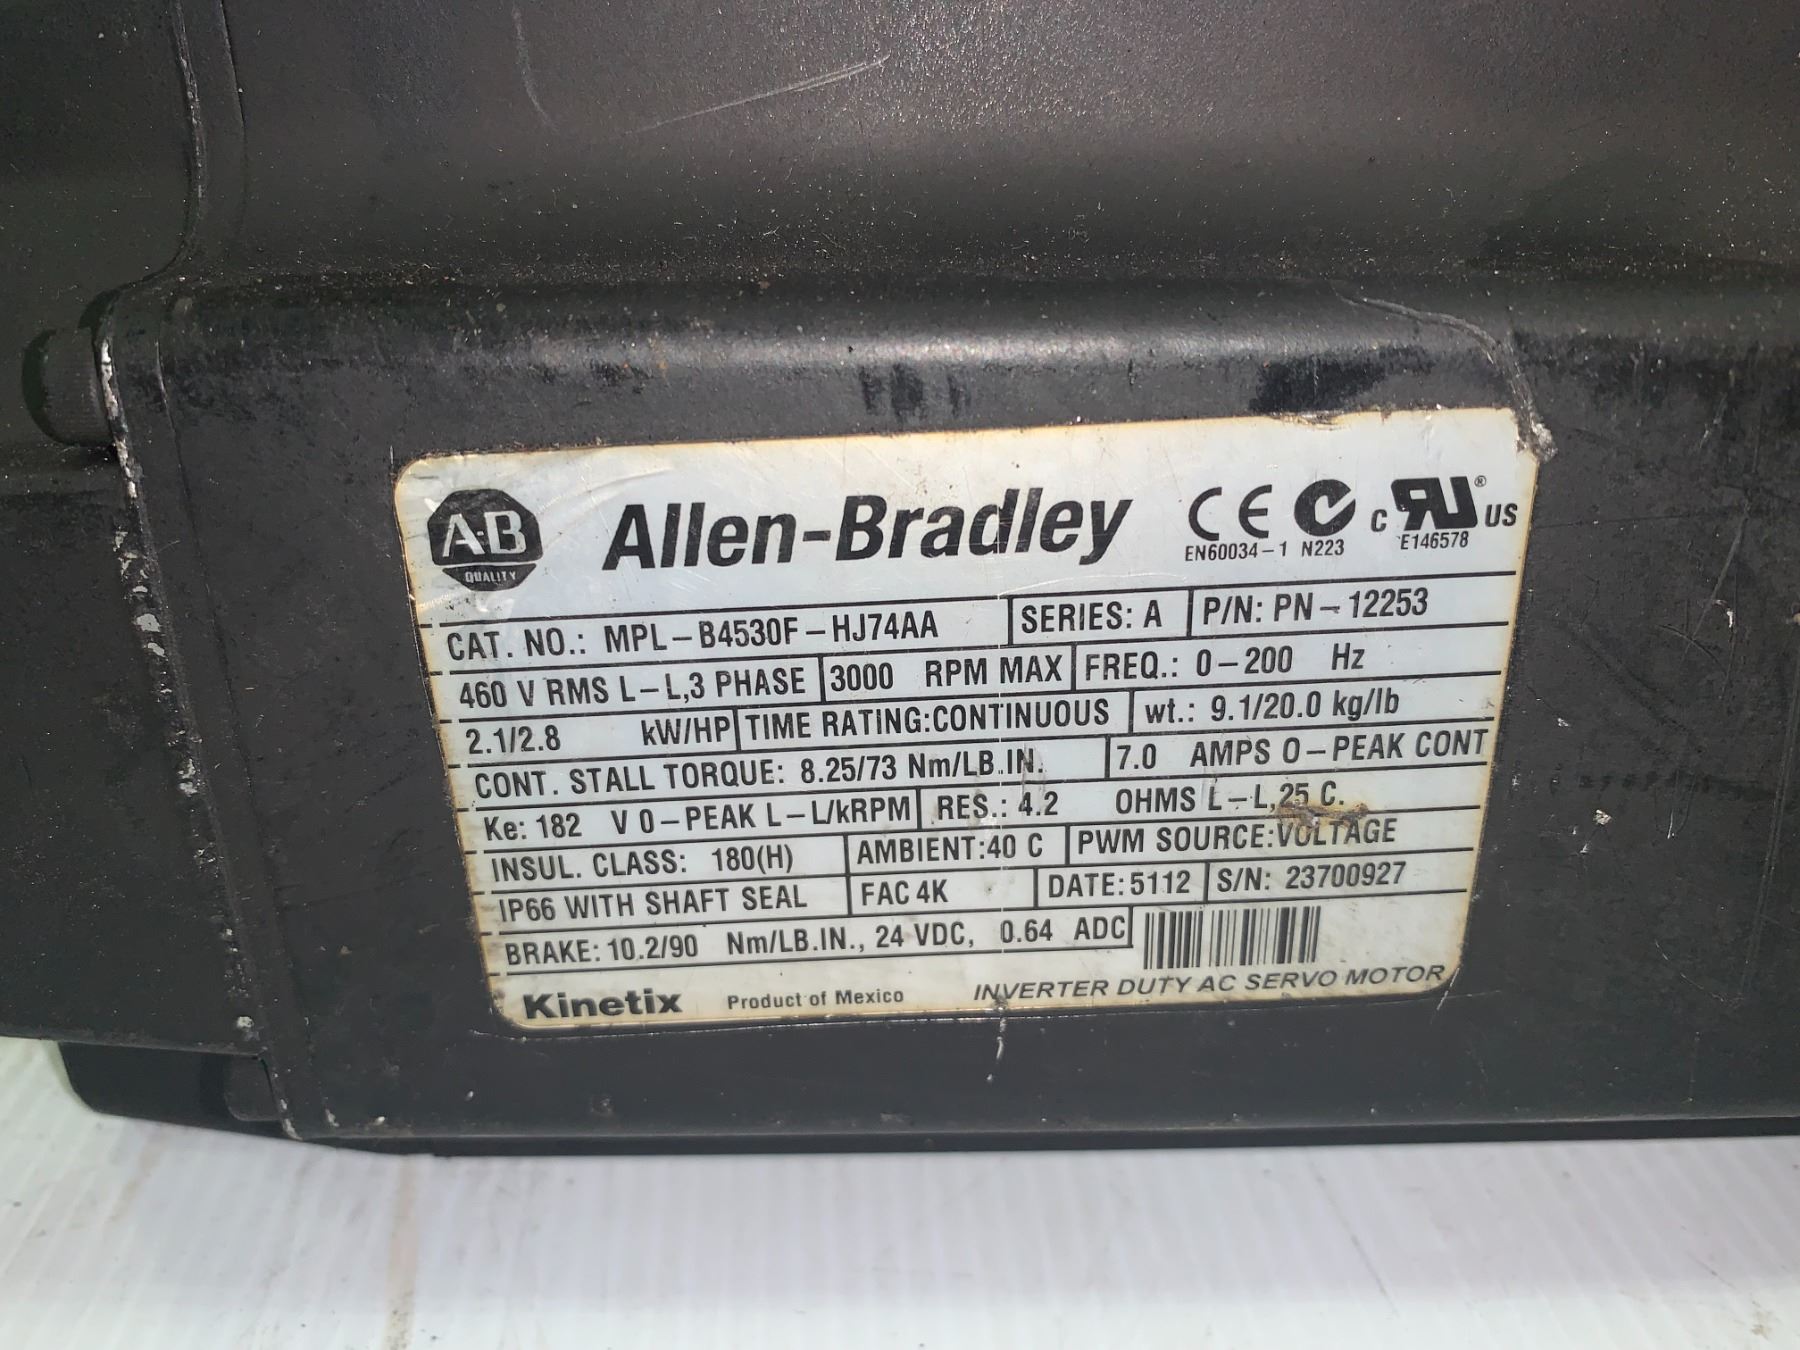 A-B QUALITY Allen-Bradley CE EN60034-1 N223 c RU ® US E146578
CAT. NO.: MPL-B4530F-HJ74AA SERIES: A P/N: PN-12253
460 V RMS L-L,3 PHASE 3000 RPM MAX FREQ.: 0-200 Hz
2.1/2.8 kW/HP TIME RATING:CONTINUOUS wt.: 9.1/20.0 kg/lb
CONT. STALL TORQUE: 8.25/73 Nm/LB.IN. 7.0 AMPS 0-PEAK CONT
Ke: 182 V 0-PEAK L-L/kRPM RES.: 4.2 OHMS L-L,25 C.
INSUL. CLASS: 180(H) AMBIENT:40 C PWM SOURCE:VOLTAGE
IP66 WITH SHAFT SEAL FAC 4K DATE:5112 S/N: 23700927
BRAKE: 10.2/90 Nm/LB.IN., 24 VDC, 0.64 ADC
Kinetix Product of Mexico INVERTER DUTY AC SERVO MOTOR